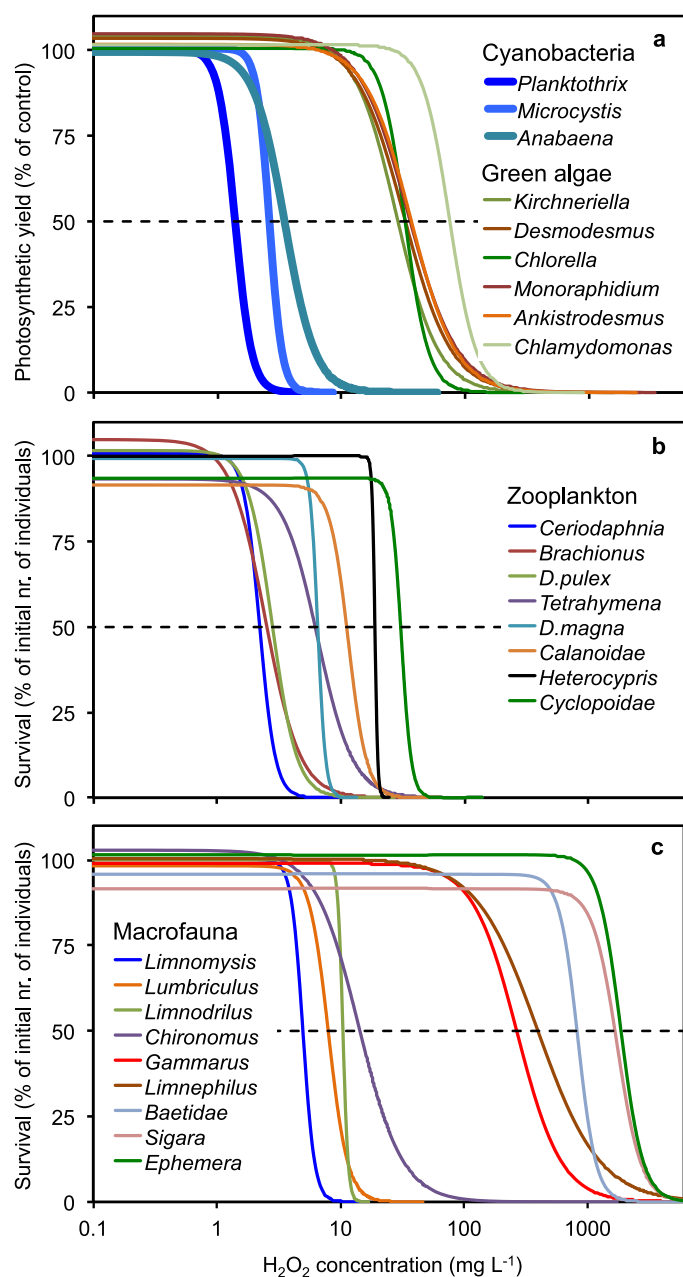 a
Photosynthetic yield (% of control)
100
75
50
25
0
Cyanobacteria
Planktothrix
Microcystis
Anabaena
Green algae
Kirchneriella
Desmodesmus
Chlorella
Monoraphidium
Ankistrodesmus
Chlamydomonas
b
Survival (% of initial nr. of individuals)
100
75
50
25
0
Zooplankton
Ceriodaphnia
Brachionus
D.pulex
Tetrahymena
D.magna
Calanoidae
Heterocypris
Cyclopoidae
c
Survival (% of initial nr. of individuals)
100
75
50
25
0
Macrofauna
Limnomysis
Lumbriculus
Limnodrilus
Chironomus
Gammarus
Limnephilus
Baetidae
Sigara
Ephemera
0.1 1 10 100 1000
H₂O₂ concentration (mg L⁻¹)